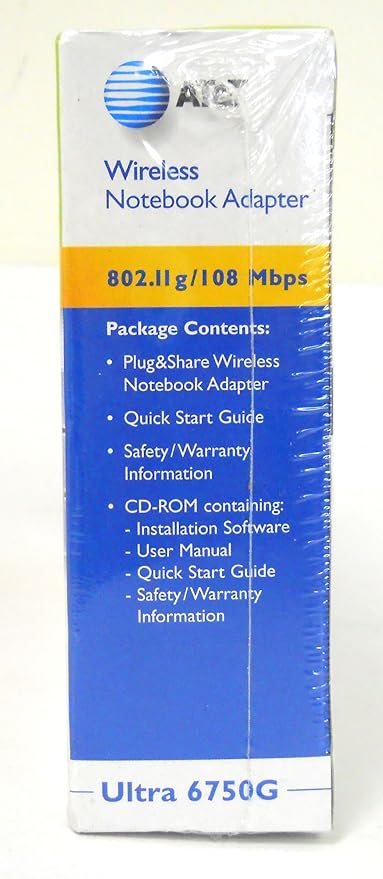 AT&T
Wireless
Notebook Adapter
802.11g/108 Mbps
Package Contents:
• Plug&Share Wireless
Notebook Adapter
• Quick Start Guide
• Safety/Warranty
Information
• CD-ROM containing:
- Installation Software
- User Manual
- Quick Start Guide
- Safety/Warranty
Information
Ultra 6750G